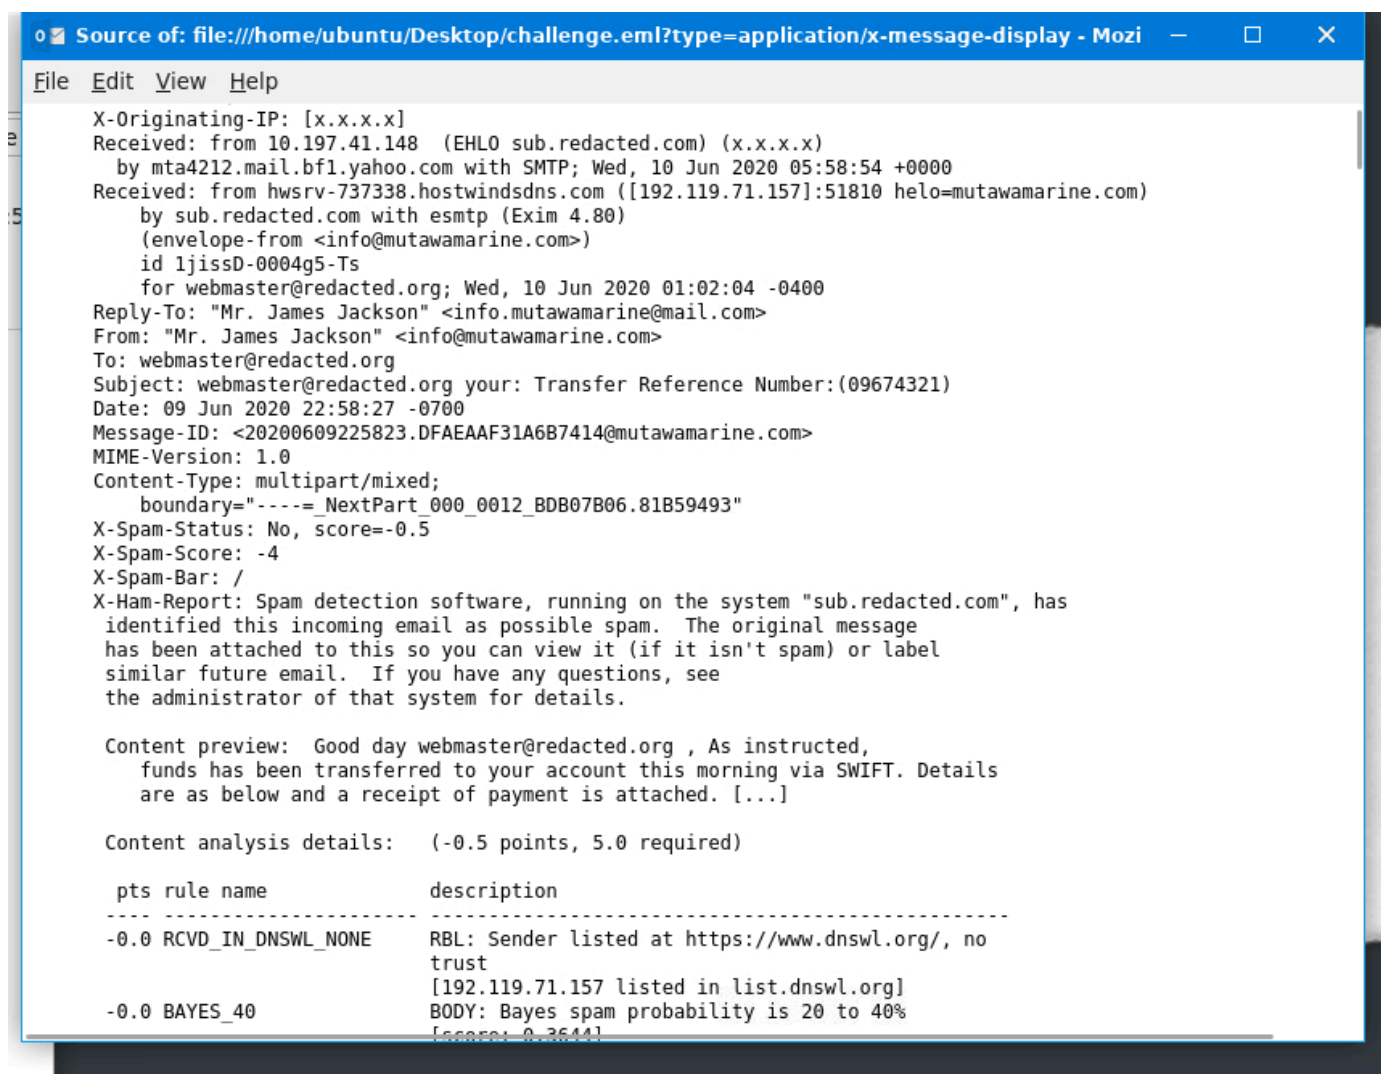 Source of: file:///home/ubuntu/Desktop/challenge.eml?type=application/x-message-display - Mozi
File Edit View Help
X-Originating-IP: [x.x.x.x]
Received: from 10.197.41.148  (EHLO sub.redacted.com) (x.x.x.x)
by mta4212.mail.bf1.yahoo.com with SMTP; Wed, 10 Jun 2020 05:58:54 +0000
Received: from hwsrv-737338.hostwindsdns.com ([192.119.71.157]:51810 helo=mutawamarine.com)
by sub.redacted.com with esmtp (Exim 4.80)
(envelope-from <info@mutawamarine.com>)
id 1jissD-0004g5-Ts
for webmaster@redacted.org; Wed, 10 Jun 2020 01:02:04 -0400
Reply-To: "Mr. James Jackson" <info.mutawamarine@mail.com>
From: "Mr. James Jackson" <info@mutawamarine.com>
To: webmaster@redacted.org
Subject: webmaster@redacted.org your: Transfer Reference Number:(09674321)
Date: 09 Jun 2020 22:58:27 -0700
Message-ID: <20200609225823.DFAEAAF31A6B7414@mutawamarine.com>
MIME-Version: 1.0
Content-Type: multipart/mixed;
boundary="----=_NextPart_000_0012_BDB07B06.81B59493"
X-Spam-Status: No, score=-0.5
X-Spam-Score: -4
X-Spam-Bar: /
X-Ham-Report: Spam detection software, running on the system "sub.redacted.com", has
identified this incoming email as possible spam.  The original message
has been attached to this so you can view it (if it isn't spam) or label
similar future email.  If you have any questions, see
the administrator of that system for details.
Content preview:  Good day webmaster@redacted.org , As instructed,
funds has been transferred to your account this morning via SWIFT. Details
are as below and a receipt of payment is attached. [...]
Content analysis details:   (-0.5 points, 5.0 required)
pts rule name              description
---- ---------------------- --------------------------------------------------
-0.0 RCVD_IN_DNSWL_NONE     RBL: Sender listed at https://www.dnswl.org/, no
trust
[192.119.71.157 listed in list.dnswl.org]
-0.0 BAYES_40               BODY: Bayes spam probability is 20 to 40%
[score: 0.3644]